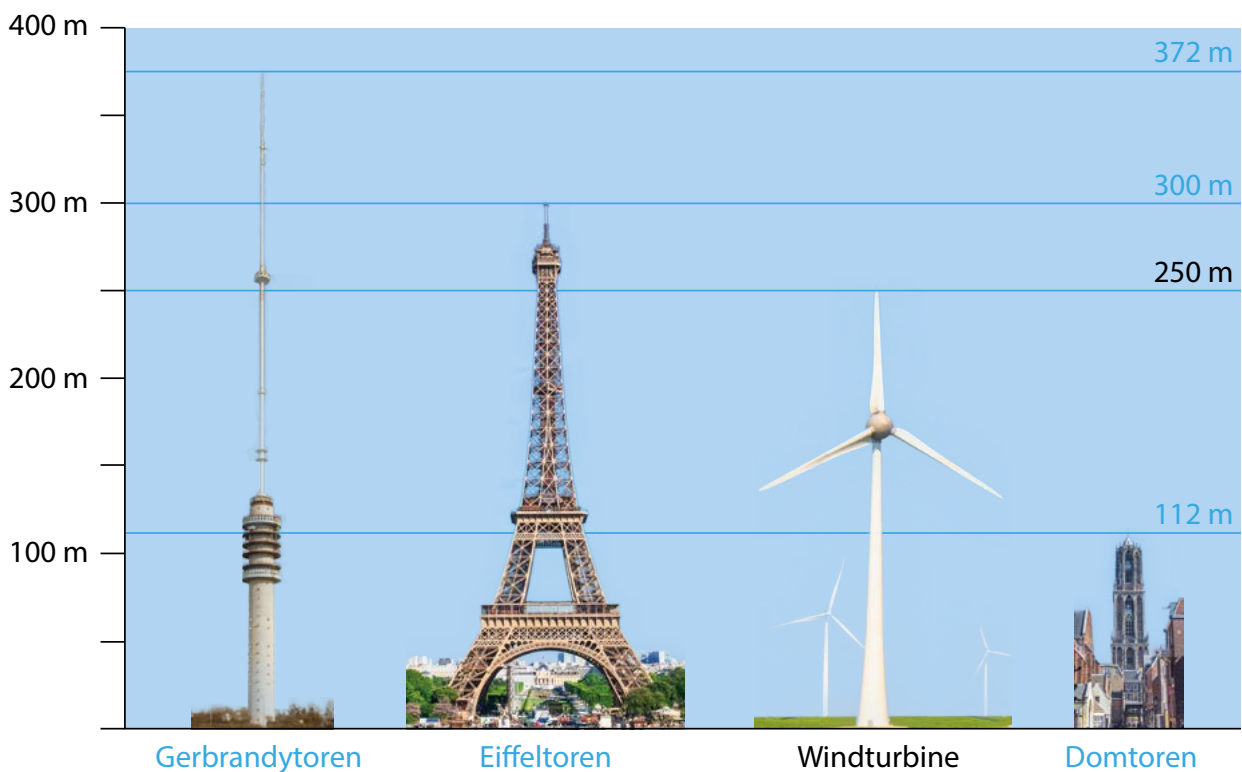 400 m
372 m
300 m
300 m
250 m
200 m
112 m
100 m
Gerbrandytoren
Eiffeltoren
Windturbine
Domtoren